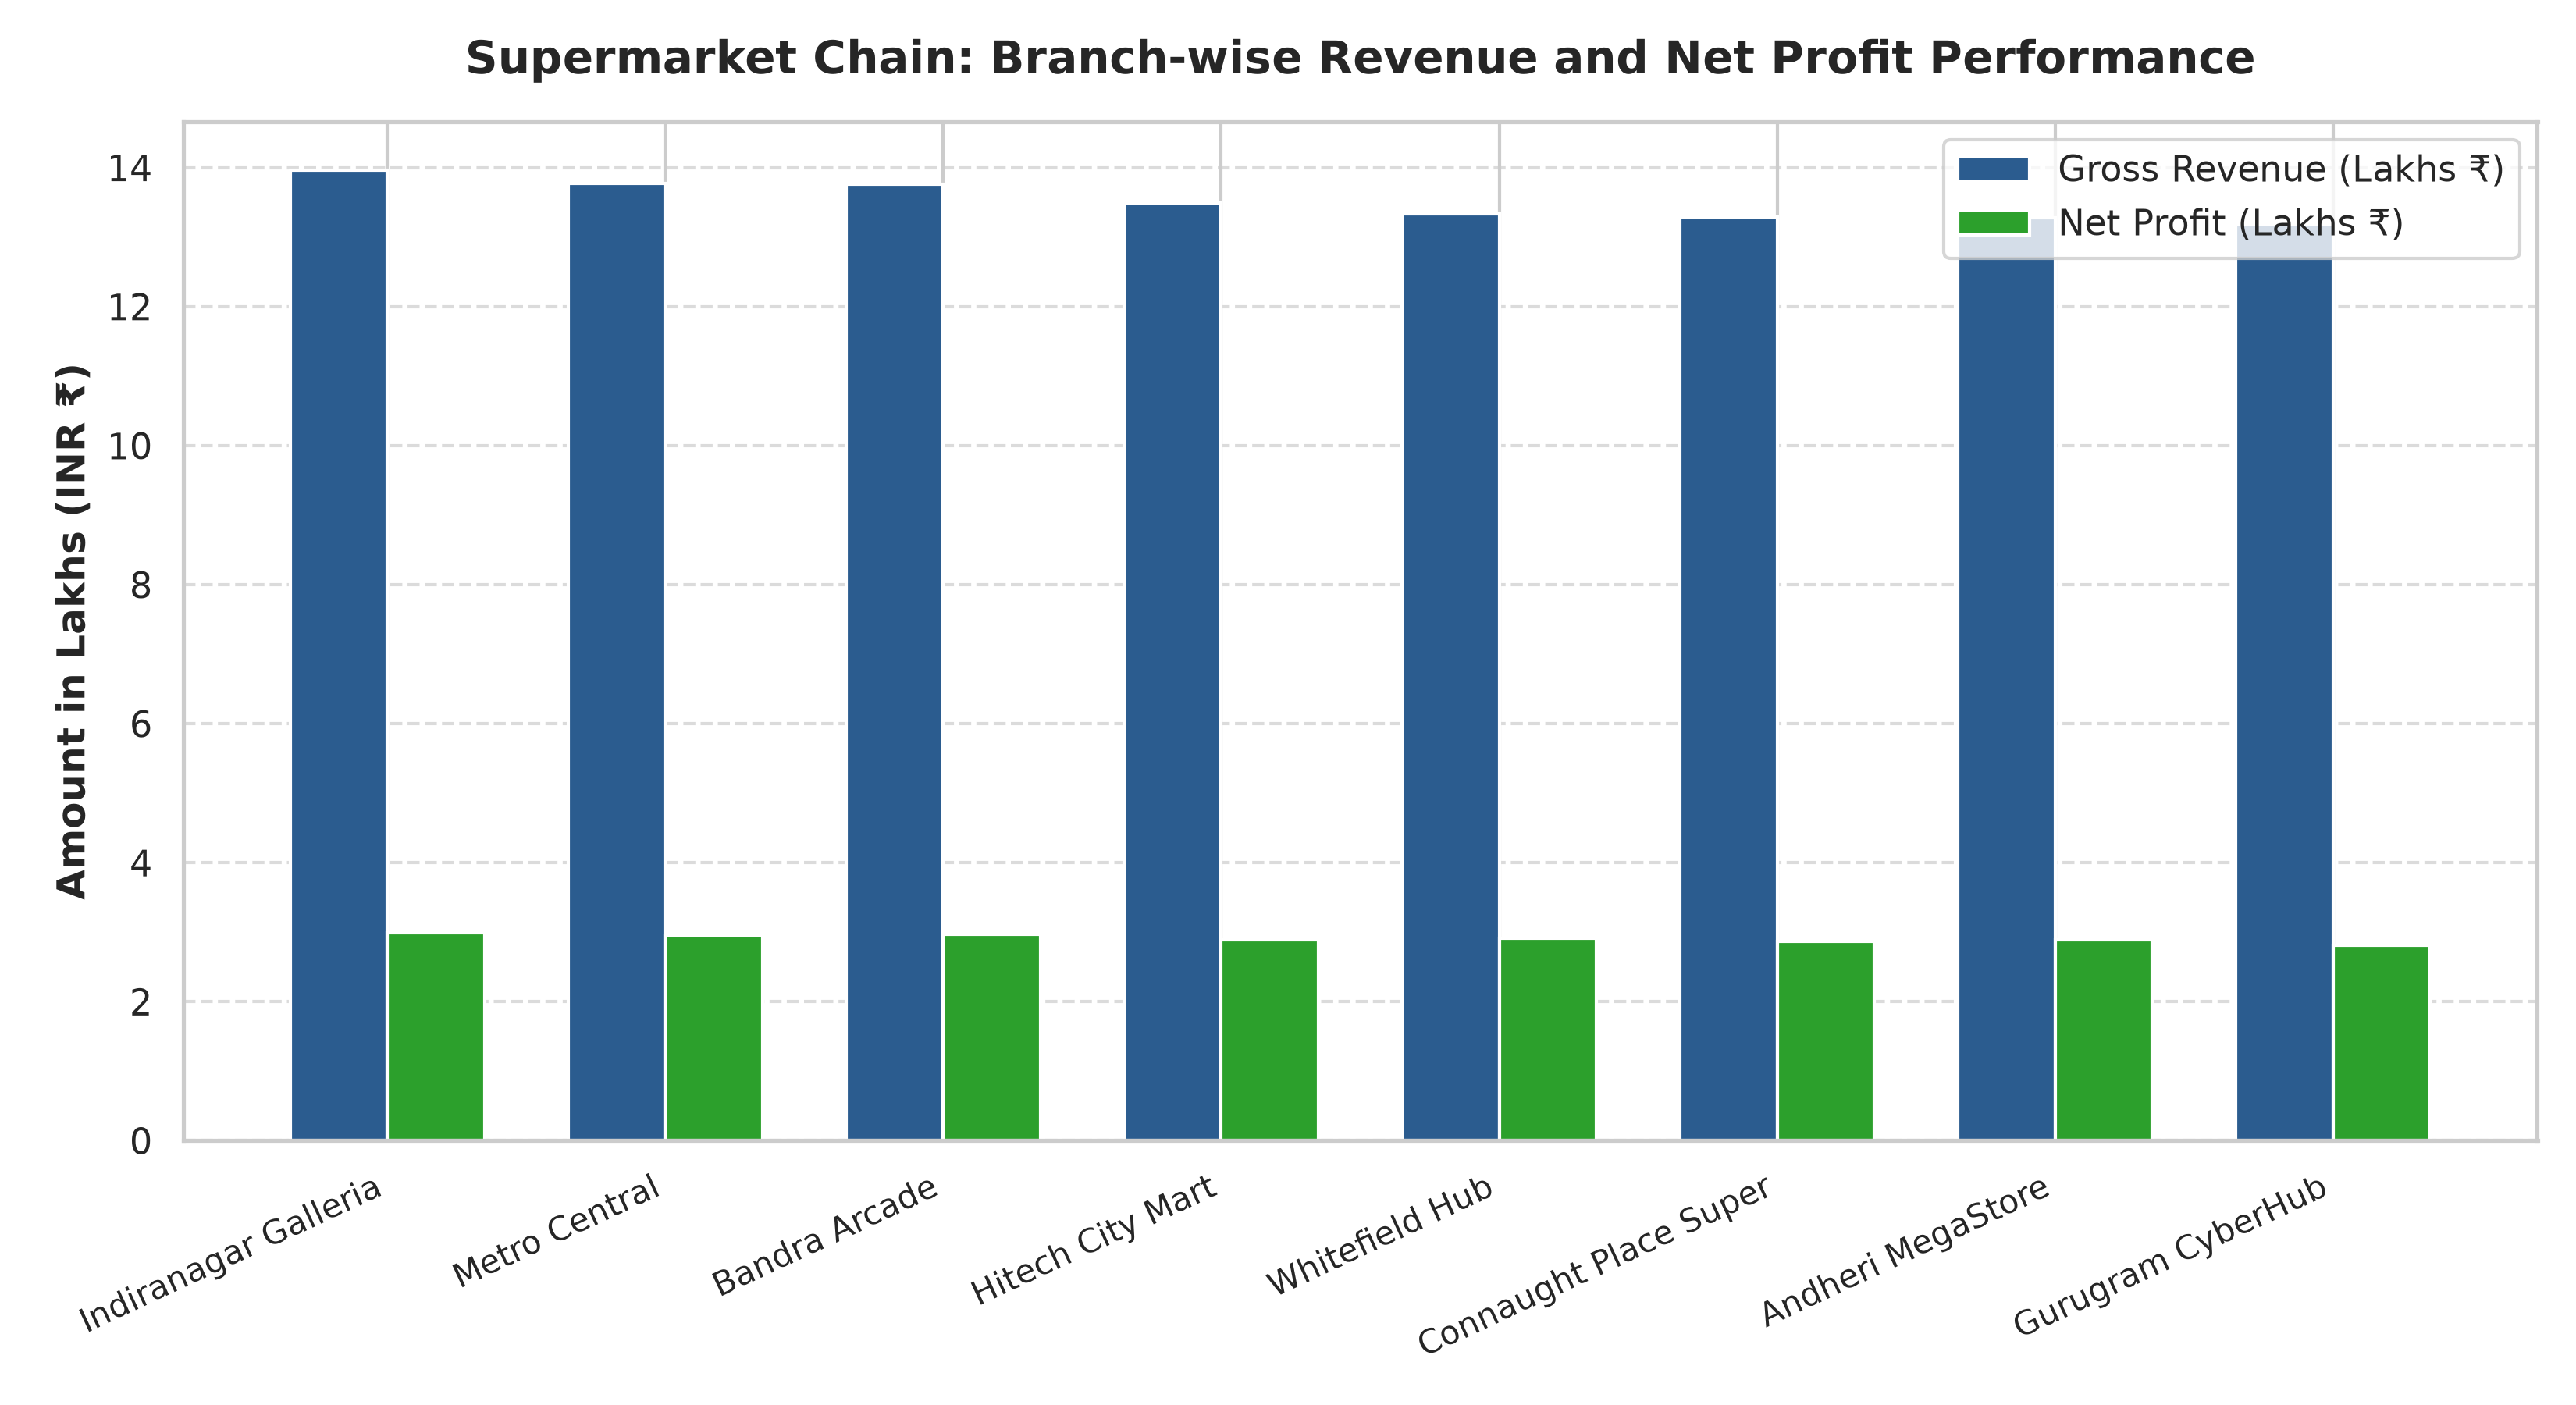 Supermarket Chain: Branch-wise Revenue and Net Profit Performance
Gross Revenue (Lakhs ₹)
Net Profit (Lakhs ₹)
Amount in Lakhs (INR ₹)
14
12
10
8
6
4
2
0
Indiranagar Galleria
Metro Central
Bandra Arcade
Hitech City Mart
Whitefield Hub
Connaught Place Super
Andheri MegaStore
Gurugram CyberHub